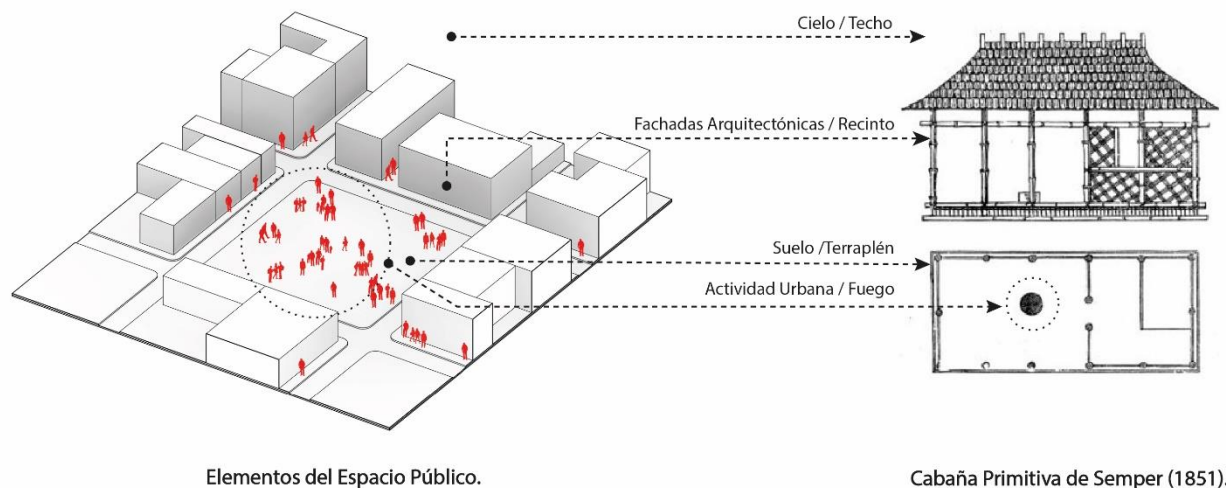 Cielo / Techo
Fachadas Arquitectónicas / Recinto
Suelo /Terraplén
Actividad Urbana / Fuego
Elementos del Espacio Público.
Cabaña Primitiva de Semper (1851).